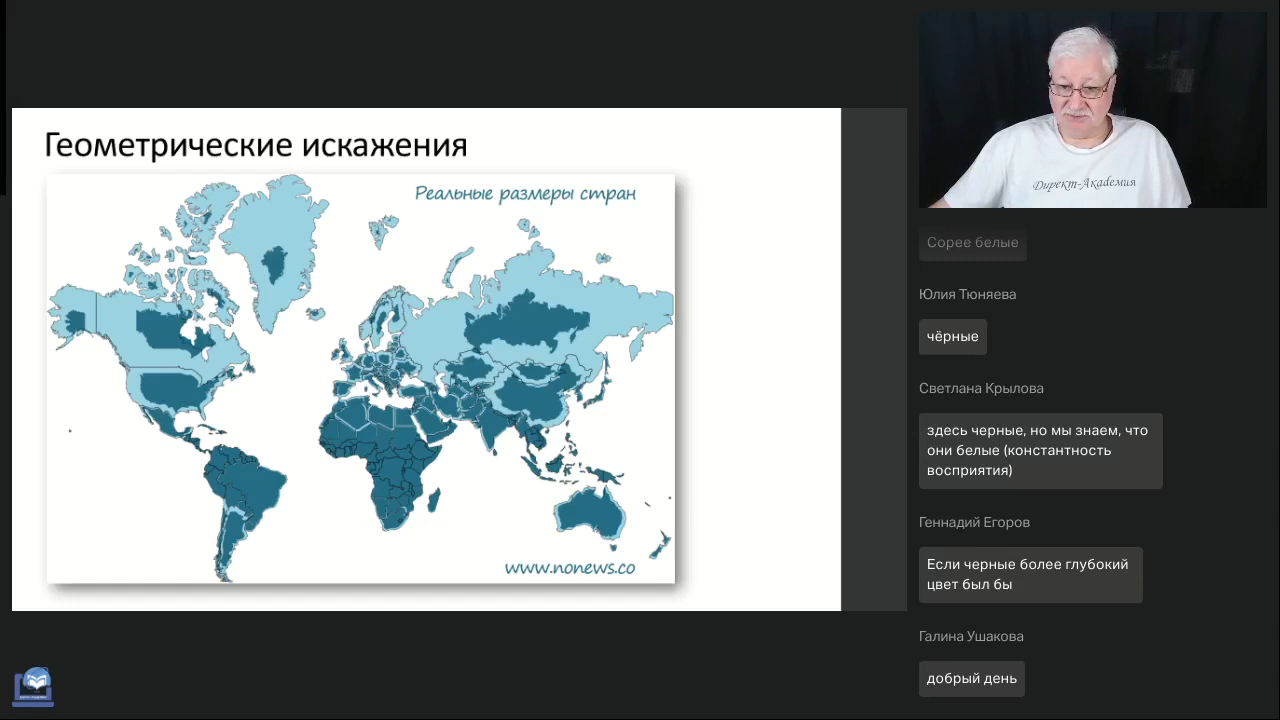 Геометрические искажения
Реальные размеры стран
www.nonews.co
Директ-Академия
Сорее белые
Юлия Тюняева
чёрные
Светлана Крылова
здесь черные, но мы знаем, что
они белые (константность
восприятия)
Геннадий Егоров
Если черные более глубокий
цвет был бы
Галина Ушакова
добрый день